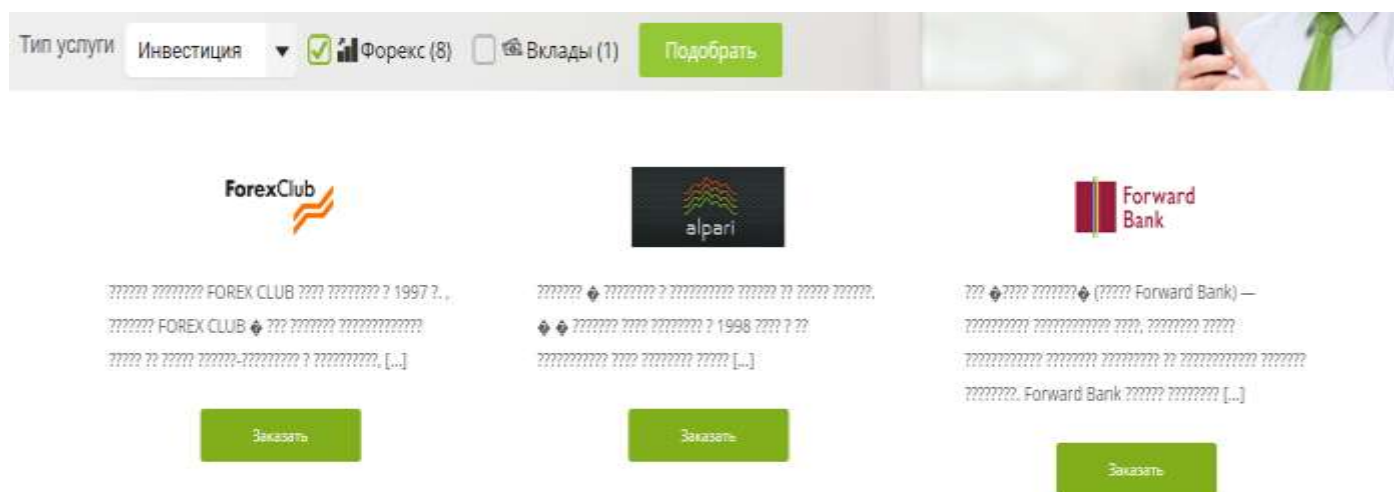 Тип услуги Инвестиция Форекс (8) Вклады (1) Подобрать
ForexClub
?????? ???????? FOREX CLUB ???? ???????? ? 1997 ?. ,
??????? FOREX CLUB � ??? ??????? ?????????????
????? ?? ????? ??????-????????? ? ??????????, [...]
Заказать
alpari
??????? � ???????? ? ?????????? ?????? ?? ????? ??????.
� � ??????? ???? ???????? ? 1998 ???? ? ??
??????????? ???? ???????? ????? [...]
Заказать
Forward
Bank
??? �???? ???????� (????? Forward Bank) —
?????????? ???????????? ????, ???????? ?????
???????????? ???????? ????????? ?? ???????????? ???????
????????. Forward Bank ?????? ???????? [...]
Заказать